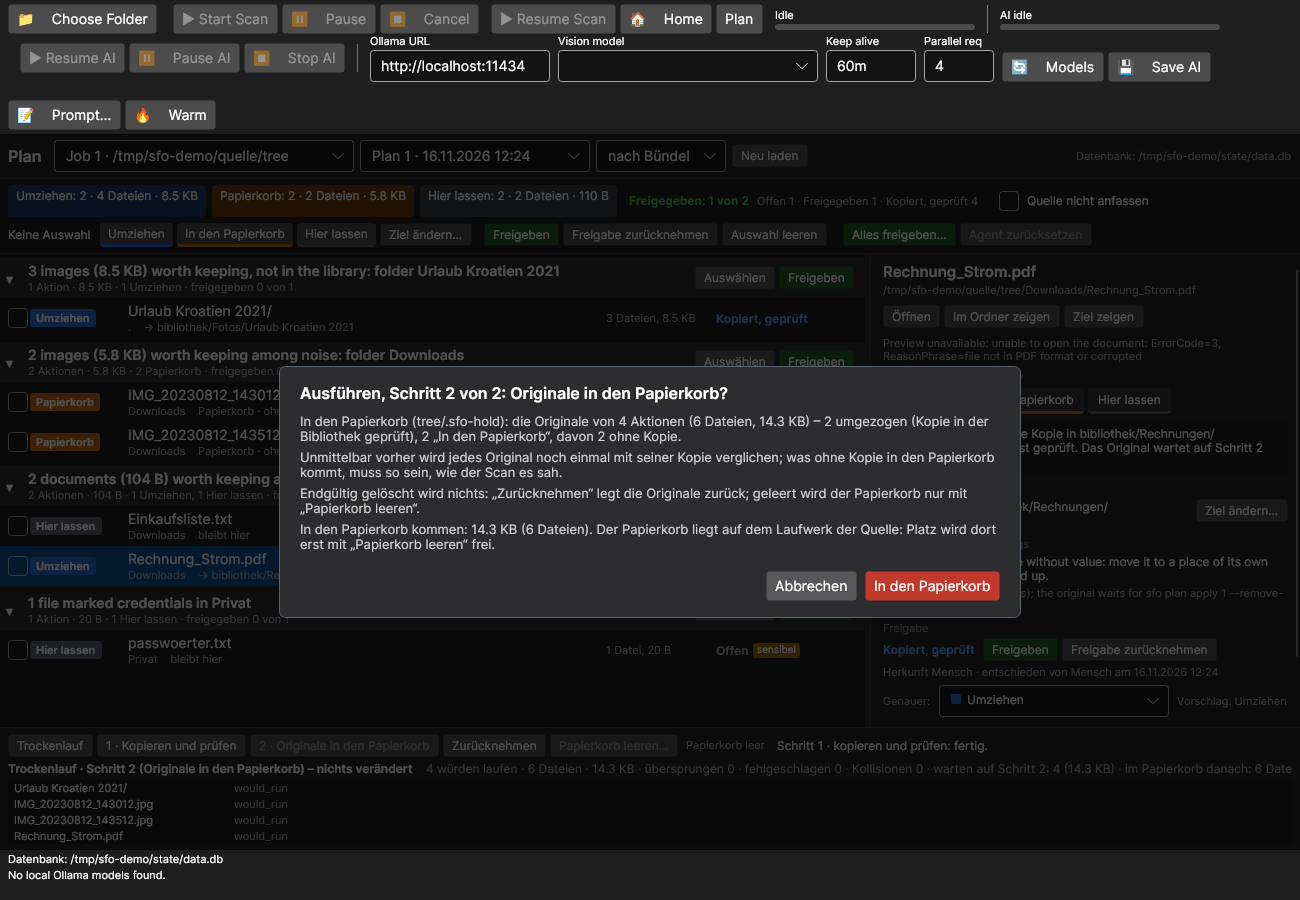 Choose Folder
Start Scan
Pause
Cancel
Resume Scan
Home
Plan
Idle
AI idle
Resume AI
Pause AI
Stop AI
Ollama URL
http://localhost:11434
Vision model
Keep alive
60m
Parallel req
4
Models
Save AI
Prompt...
Warm
Plan
Job 1 · /tmp/sfo-demo/quelle/tree
Plan 1 · 16.11.2026 12:24
nach Bündel
Neu laden
Datenbank: /tmp/sfo-demo/state/data.db
Umziehen: 2 · 4 Dateien · 8.5 KB
Papierkorb: 2 · 2 Dateien · 5.8 KB
Hier lassen: 2 · 2 Dateien · 110 B
Freigegeben: 1 von 2
Offen 1 · Freigegeben 1 · Kopiert, geprüft 4
Quelle nicht anfassen
Keine Auswahl
Umziehen
In den Papierkorb
Hier lassen
Ziel ändern...
Freigeben
Freigabe zurücknehmen
Auswahl leeren
Alles freigeben...
Agent zurücksetzen
3 images (8.5 KB) worth keeping, not in the library: folder Urlaub Kroatien 2021
1 Aktion · 8.5 KB · 1 Umziehen · freigegeben 0 von 1
Auswählen
Freigeben
Umziehen
Urlaub Kroatien 2021/
. → bibliothek/Fotos/Urlaub Kroatien 2021
3 Dateien, 8.5 KB
Kopiert, geprüft
2 images (5.8 KB) worth keeping among noise: folder Downloads
2 Aktionen · 5.8 KB · 2 Papierkorb · freigegeben
Auswählen
Freigeben
Papierkorb
IMG_20230812_143012
Downloads Papierkorb · ohn
Papierkorb
IMG_20230812_143512
Downloads Papierkorb · ohn
2 documents (104 B) worth keeping a
2 Aktionen · 104 B · 1 Umziehen, 1 Hier lassen
Hier lassen
Einkaufsliste.txt
Downloads bleibt hier
Umziehen
Rechnung_Strom.pdf
Downloads → bibliothek/Re
1 file marked credentials in Privat
1 Aktion · 20 B · 1 Hier lassen · freigegeben 0 von 1
Hier lassen
passwoerter.txt
Privat bleibt hier
1 Datei, 20 B
Offen
sensibel
Rechnung_Strom.pdf
/tmp/sfo-demo/quelle/tree/Downloads/Rechnung_Strom.pdf
Öffnen
Im Ordner zeigen
Ziel zeigen
Preview unavailable: unable to open the document: ErrorCode=3,
ReasonPhrase=file not in PDF format or corrupted
apierkorb
Hier lassen
e Kopie in bibliothek/Rechnungen/
st geprüft. Das Original wartet auf Schritt 2
k/Rechnungen/
Ziel ändern...
gs
without value: move it to a place of its own
d up.
s); the original waits for sfo plan apply 1 --remove-
Freigabe
Kopiert, geprüft
Freigeben
Freigabe zurücknehmen
Herkunft Mensch · entschieden von Mensch am 16.11.2026 12:24
Genauer:
Umziehen
Vorschlag: Umziehen
Ausführen, Schritt 2 von 2: Originale in den Papierkorb?
In den Papierkorb (tree/.sfo-hold): die Originale von 4 Aktionen (6 Dateien, 14.3 KB) – 2 umgezogen (Kopie in der
Bibliothek geprüft), 2 „In den Papierkorb“, davon 2 ohne Kopie.
Unmittelbar vorher wird jedes Original noch einmal mit seiner Kopie verglichen; was ohne Kopie in den Papierkorb
kommt, muss so sein, wie der Scan es sah.
Endgültig gelöscht wird nichts: „Zurücknehmen“ legt die Originale zurück; geleert wird der Papierkorb nur mit
„Papierkorb leeren“.
In den Papierkorb kommen: 14.3 KB (6 Dateien). Der Papierkorb liegt auf dem Laufwerk der Quelle: Platz wird dort
erst mit „Papierkorb leeren“ frei.
Abbrechen
In den Papierkorb
Trockenlauf
1 · Kopieren und prüfen
2 · Originale in den Papierkorb
Zurücknehmen
Papierkorb leeren...
Papierkorb leer
Schritt 1 · kopieren und prüfen: fertig.
Trockenlauf · Schritt 2 (Originale in den Papierkorb) – nichts verändert
4 würden laufen · 6 Dateien · 14.3 KB · übersprungen 0 · fehlgeschlagen 0 · Kollisionen 0 · warten auf Schritt 2: 4 (14.3 KB) · im Papierkorb danach: 6 Date
Urlaub Kroatien 2021/
would_run
IMG_20230812_143012.jpg
would_run
IMG_20230812_143512.jpg
would_run
Rechnung_Strom.pdf
would_run
Datenbank: /tmp/sfo-demo/state/data.db
No local Ollama models found.